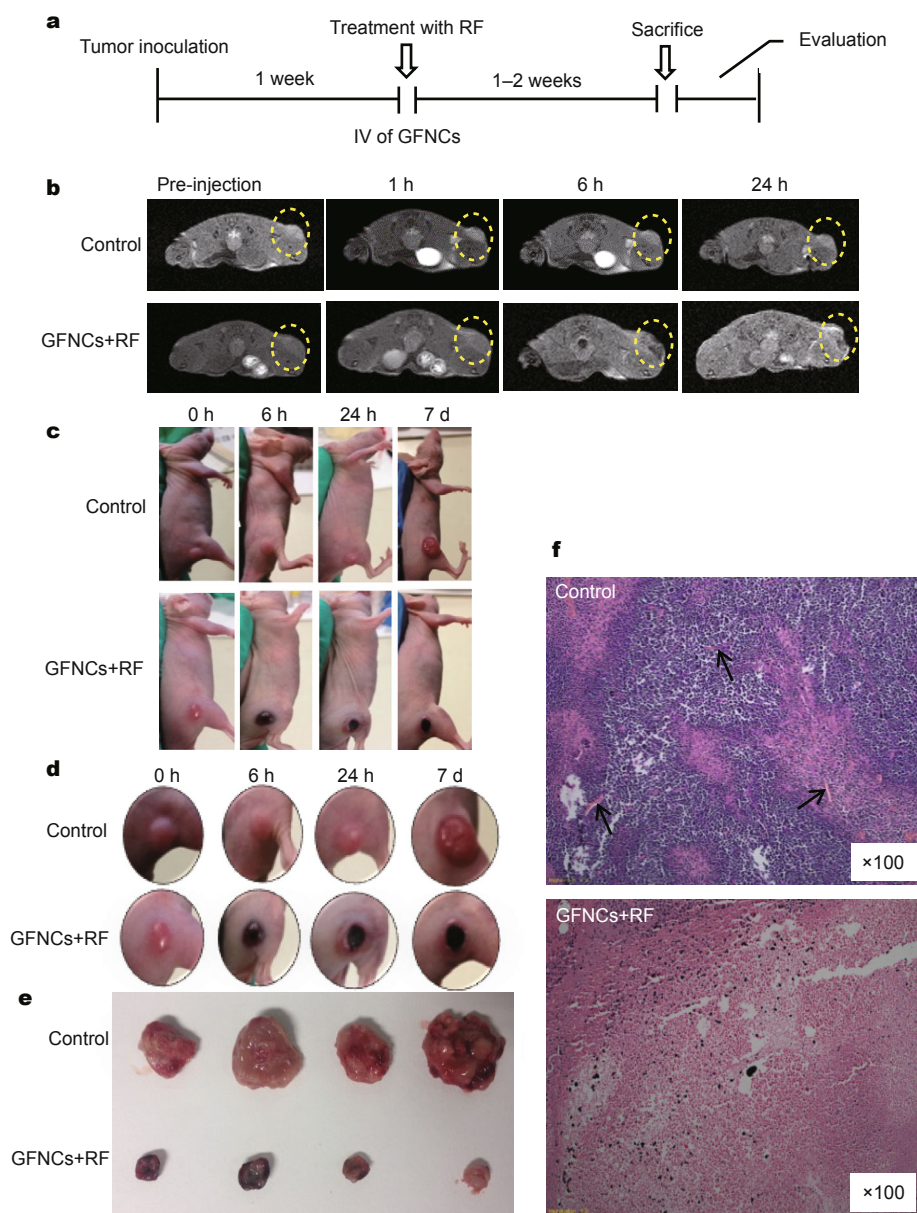 a
Tumor inoculation
Treatment with RF
Sacrifice
Evaluation
1 week
1–2 weeks
IV of GFNCs
b
Pre-injection
1 h
6 h
24 h
Control
GFNCs+RF
c
0 h
6 h
24 h
7 d
Control
GFNCs+RF
d
0 h
6 h
24 h
7 d
Control
GFNCs+RF
e
Control
GFNCs+RF
f
Control
×100
GFNCs+RF
×100